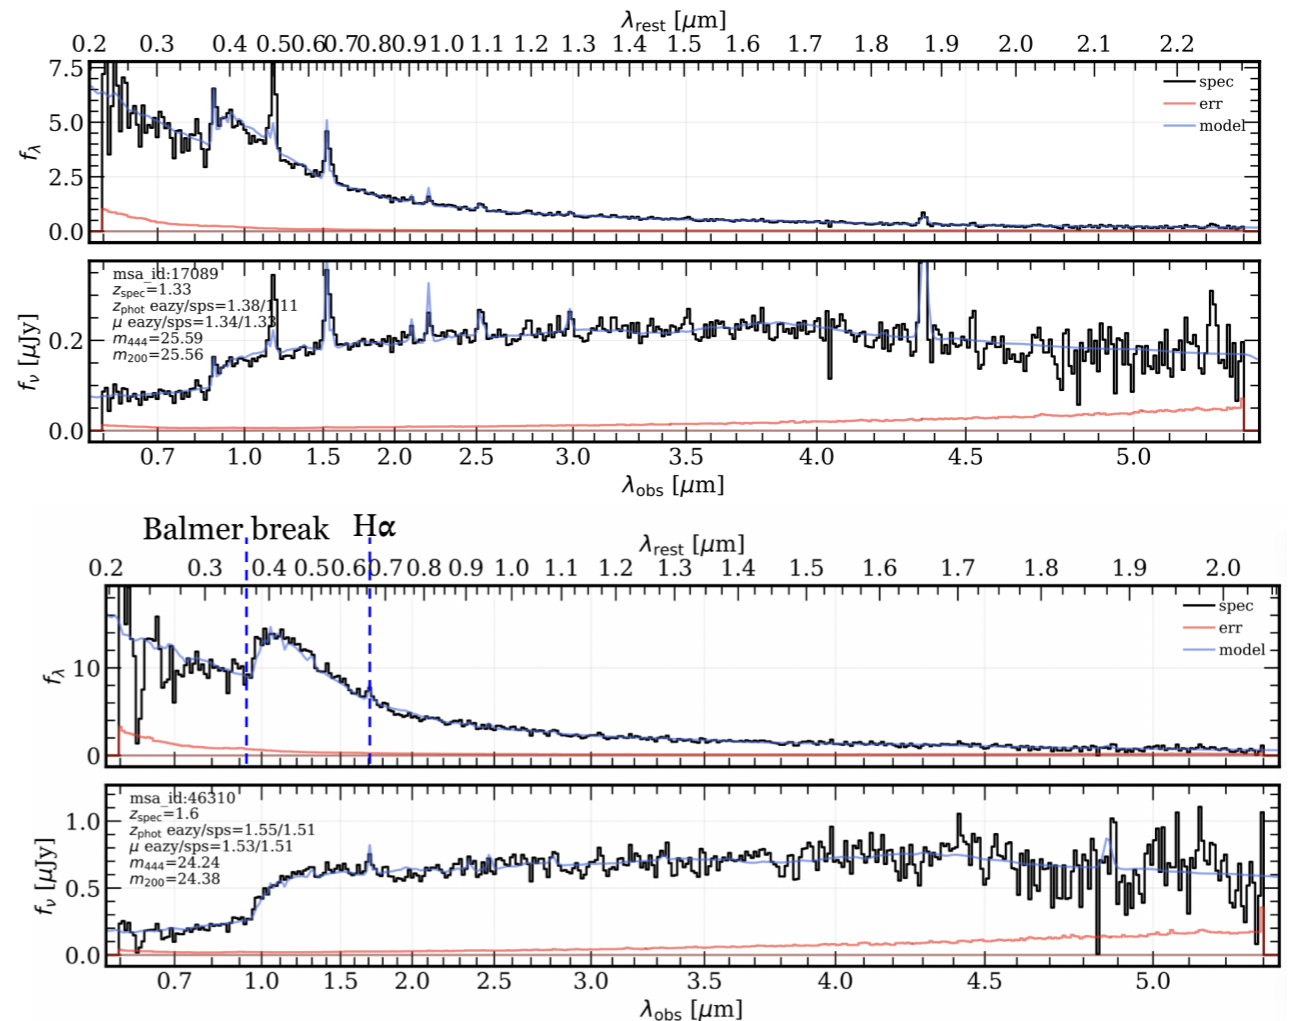 λrest [μm]
0.2 0.3 0.4 0.50 0.60 0.70 0.80 0.9 1.0 1.1 1.2 1.3 1.4 1.5 1.6 1.7 1.8 1.9 2.0 2.1 2.2
7.5
5.0
2.5
0.0
fλ
spec
err
model
msa_id:17089
zspec=1.33
zphot eazy/sps=1.38/1.11
μ eazy/sps=1.34/1.33
m444=25.59
m200=25.56
0.2
0.0
fν [μJy]
0.7 1.0 1.5 2.0 2.5 3.0 3.5 4.0 4.5 5.0
λobs [μm]
Balmer break Hα
λrest [μm]
0.2 0.3 0.4 0.5 0.6 0.7 0.8 0.9 1.0 1.1 1.2 1.3 1.4 1.5 1.6 1.7 1.8 1.9 2.0
10
0
fλ
spec
err
model
msa_id:46310
zspec=1.6
zphot eazy/sps=1.55/1.51
μ eazy/sps=1.53/1.51
m444=24.24
m200=24.38
1.0
0.5
0.0
fν [μJy]
0.7 1.0 1.5 2.0 2.5 3.0 3.5 4.0 4.5 5.0
λobs [μm]